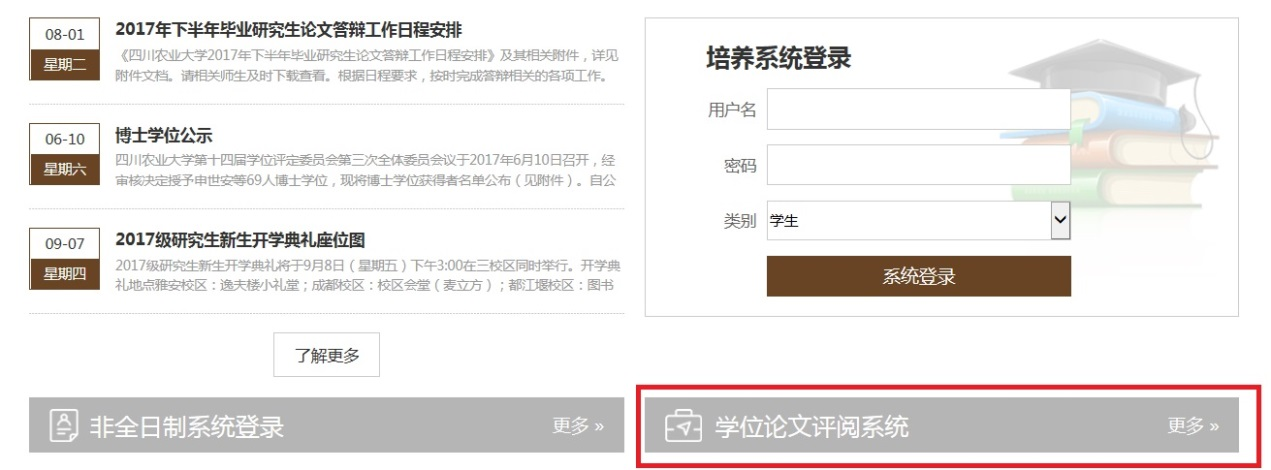 08-01
星期二
2017年下半年毕业研究生论文答辩工作日程安排
《四川农业大学2017年下半年毕业研究生论文答辩工作日程安排》及其相关附件，详见
附件文档。请相关师生及时下载查看。根据日程要求，按时完成答辩相关的各项工作。
06-10
星期六
博士学位公示
四川农业大学第十四届学位评定委员会第三次全体委员会议于2017年6月10日召开，经
审核决定授予申世安等69人博士学位，现将博士学位获得者名单公布（见附件）。自公
09-07
星期四
2017级研究生新生开学典礼座位图
2017级研究生新生开学典礼将于9月8日（星期五）下午3:00在三校区同时举行。开学典
礼地点雅安校区：逸夫楼小礼堂；成都校区：校区会堂（麦立方）；都江堰校区：图书
了解更多
培养系统登录
用户名
密码
类别 学生
系统登录
非全日制系统登录 更多 »
学位论文评阅系统 更多 »